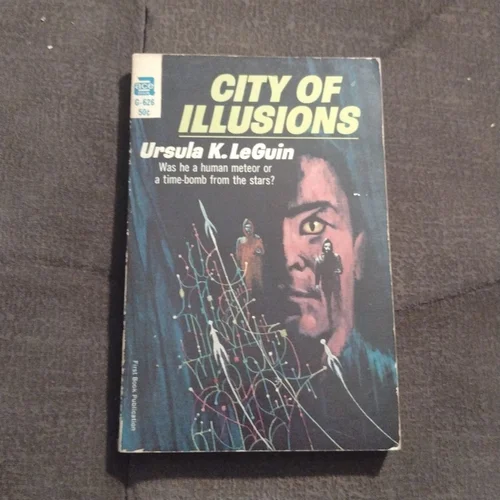 ace
G-626
50c
CITY OF
ILLUSIONS
Ursula K. LeGuin
Was he a human meteor or
a time-bomb from the stars?
First Book Publication